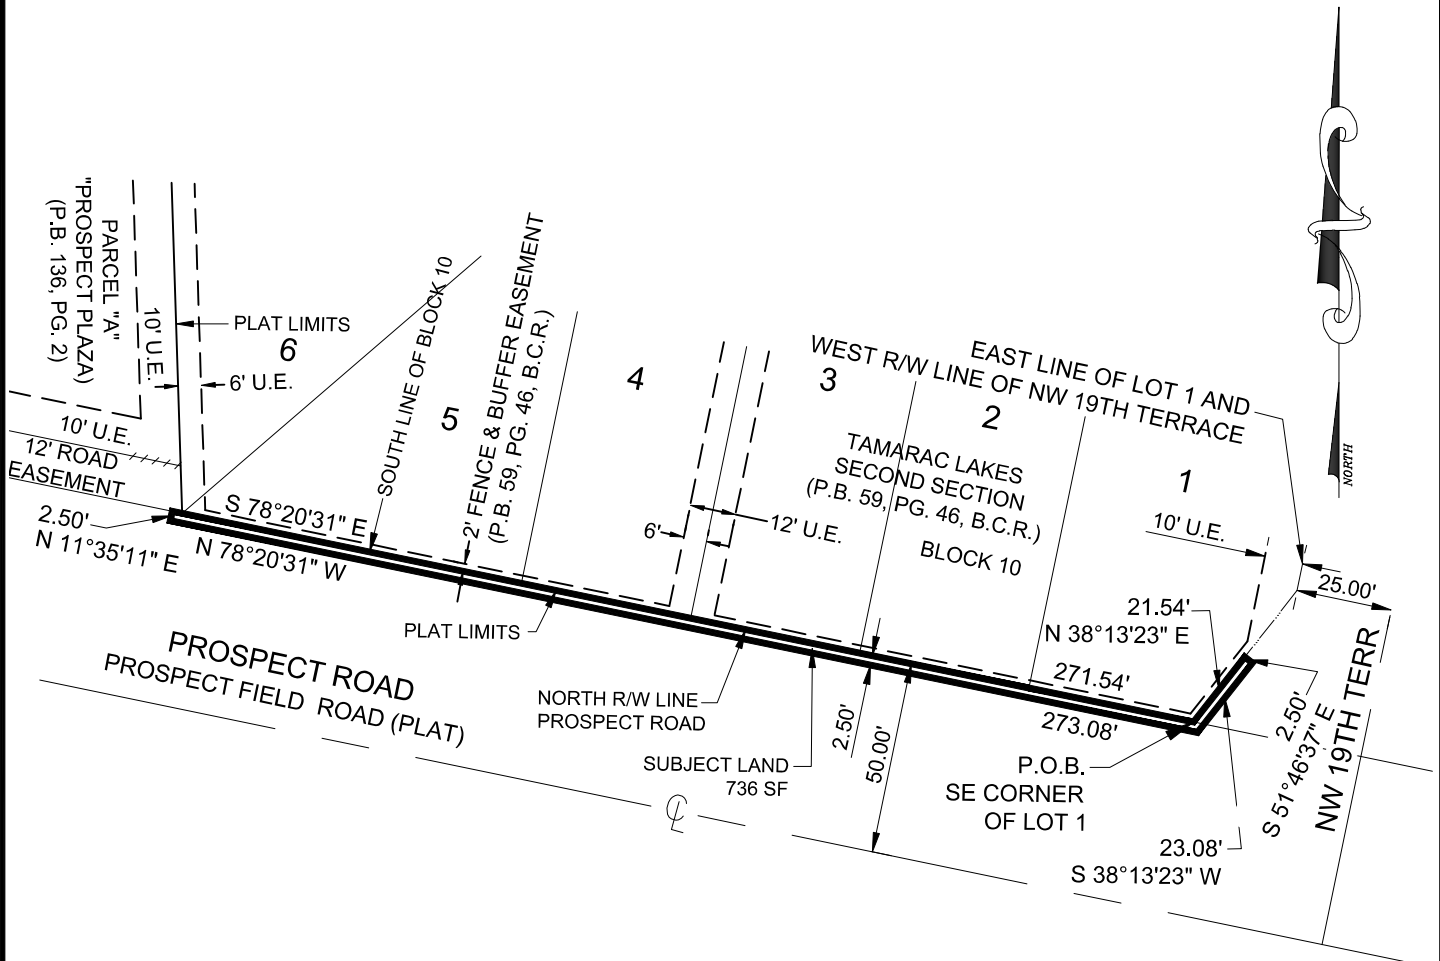 PARCEL "A"
"PROSPECT PLAZA)
(P.B. 136, PG. 2)
10' U.E.
PLAT LIMITS
6
6' U.E.
10' U.E.
12' ROAD
EASEMENT
2.50'
N 11°35'11" E
S 78°20'31" E
N 78°20'31" W
SOUTH LINE OF BLOCK 10
5
2' FENCE & BUFFER EASEMENT
(P.B. 59, PG. 46, B.C.R.)
4
6'
12' U.E.
3
WEST R/W LINE OF NW 19TH TERRACE
EAST LINE OF LOT 1 AND
2
TAMARAC LAKES
SECOND SECTION
(P.B. 59, PG. 46, B.C.R.)
BLOCK 10
1
10' U.E.
NORTH
25.00'
21.54'
N 38°13'23" E
271.54'
273.08'
PLAT LIMITS
PROSPECT ROAD
PROSPECT FIELD ROAD (PLAT)
NORTH R/W LINE
PROSPECT ROAD
SUBJECT LAND
736 SF
2.50'
50.00'
P.O.B.
SE CORNER
OF LOT 1
2.50'
S 51°46'37" E
NW 19TH TERR
23.08'
S 38°13'23" W